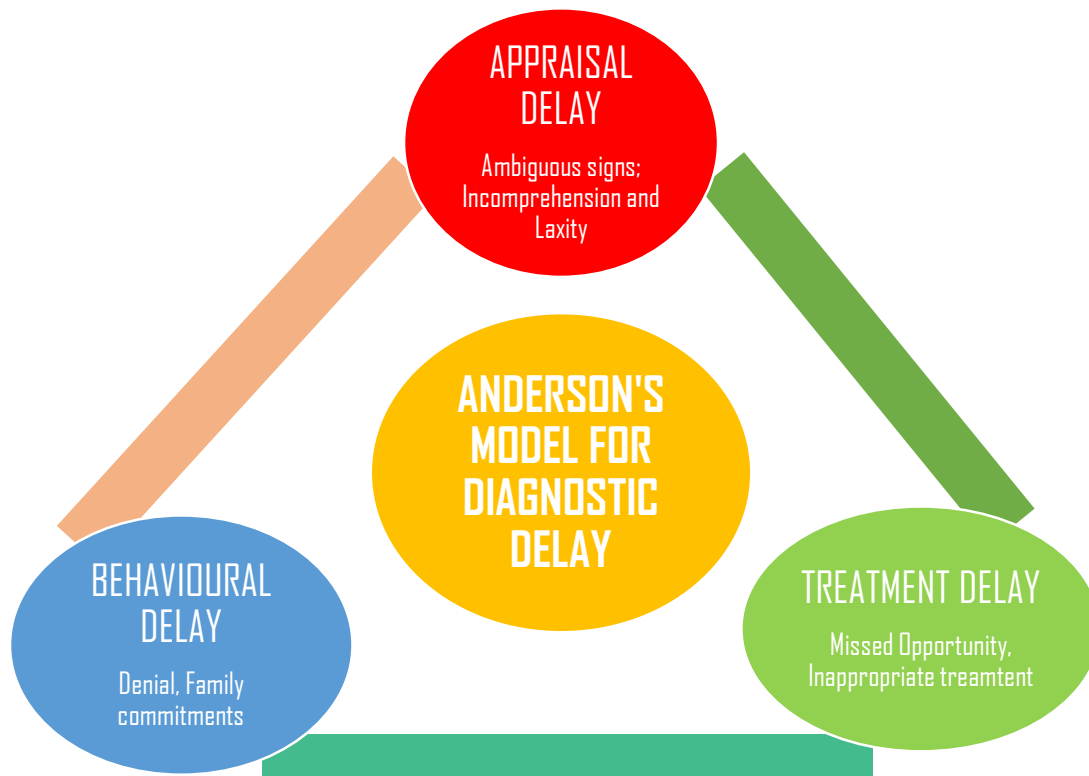 APPRAISAL
DELAY
Ambiguous signs;
Incomprehension and
Laxity
ANDERSON'S
MODEL FOR
DIAGNOSTIC
DELAY
BEHAVIOURAL
DELAY
Denial, Family
commitments
TREATMENT DELAY
Missed Opportunity,
Inappropriate treamtent